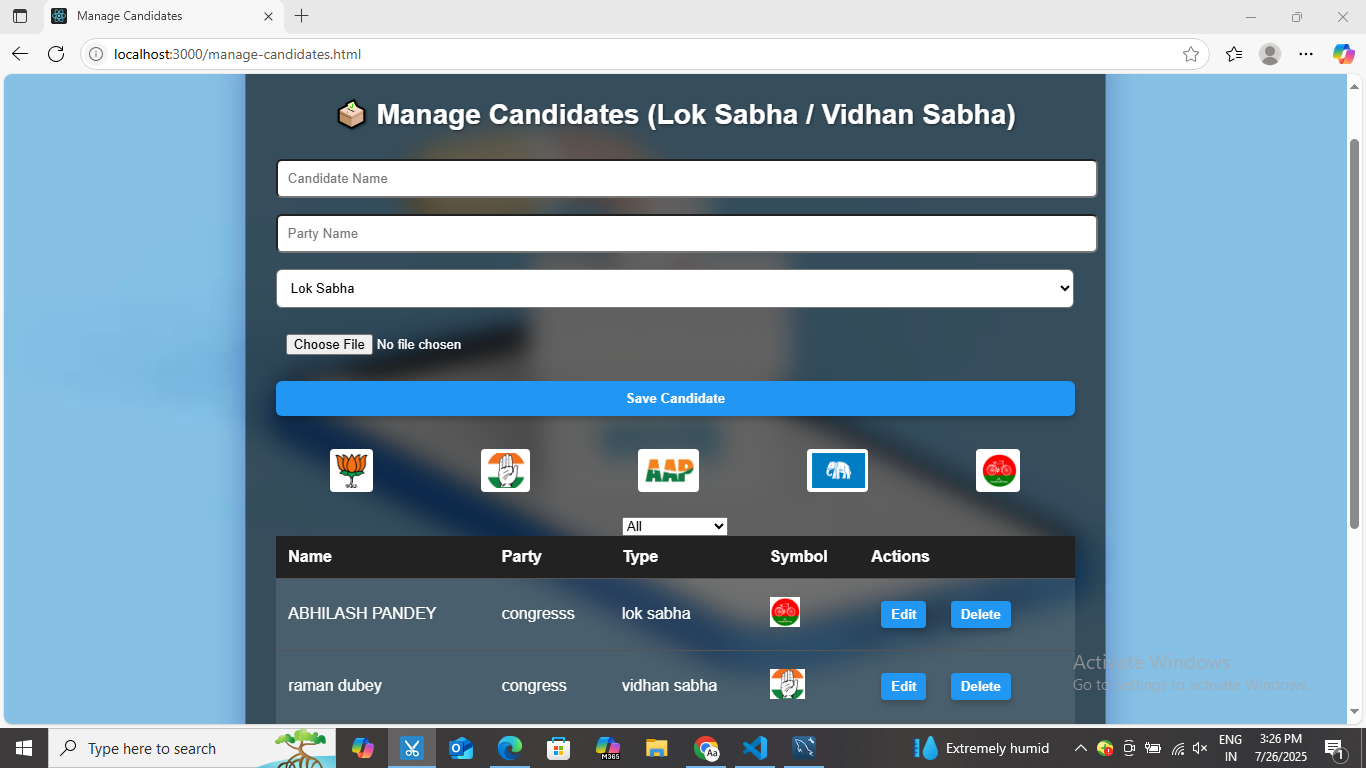 Manage Candidates
localhost:3000/manage-candidates.html
Manage Candidates (Lok Sabha / Vidhan Sabha)
Candidate Name
Party Name
Lok Sabha
Choose File No file chosen
Save Candidate
AAP
All
Name Party Type Symbol Actions
ABHILASH PANDEY congresss lok sabha Edit Delete
raman dubey congress vidhan sabha Edit Delete
Activate Windows
Go to Settings to activate Windows.
Type here to search
M365
Aa
Extremely humid
ENG
IN
3:26 PM
7/26/2025
1